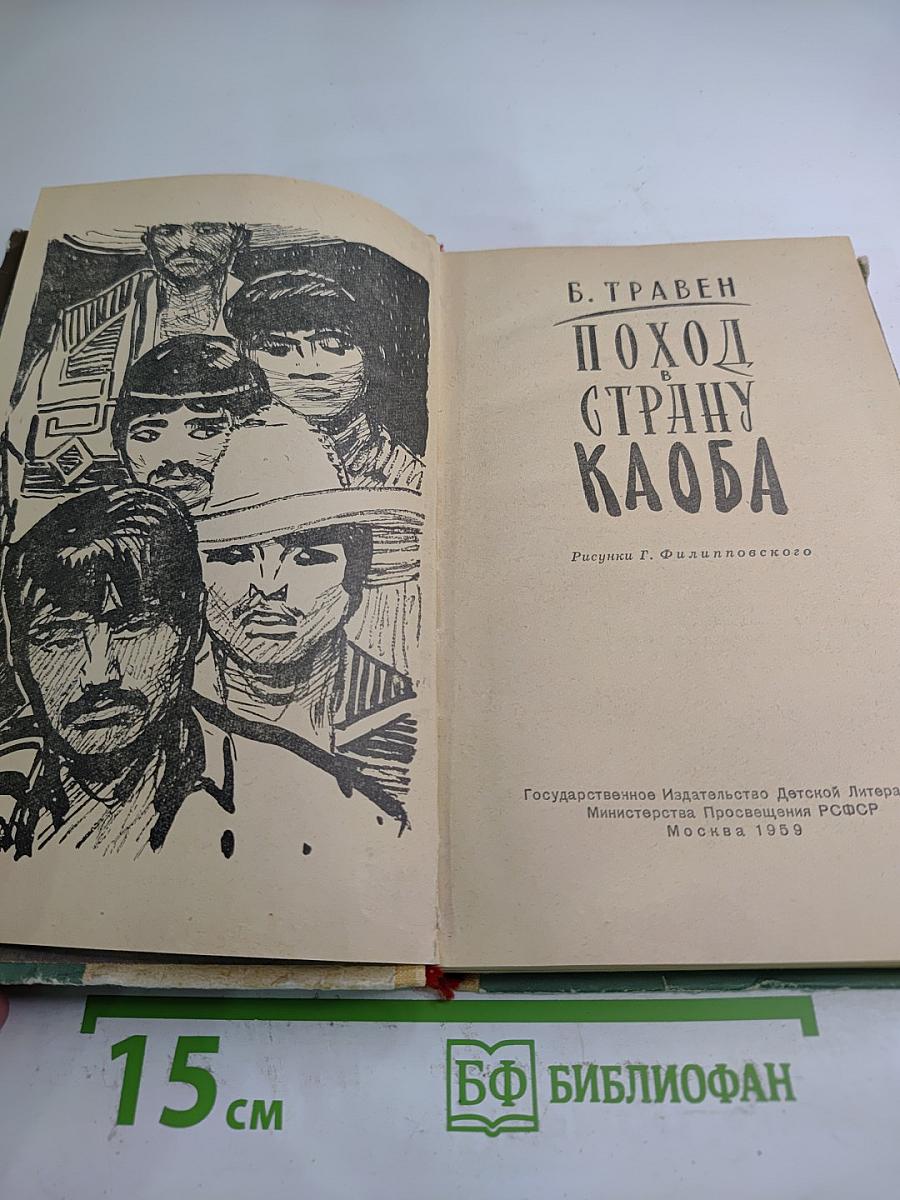 Б. ТРАВЕН
ПОХОД
В
СТРАНУ
КАОБА
Рисунки Г. Филипповского
Государственное Издательство Детской Литера
Министерства Просвещения РСФСР
Москва 1959
15 см
БФ БИБЛИОФАН